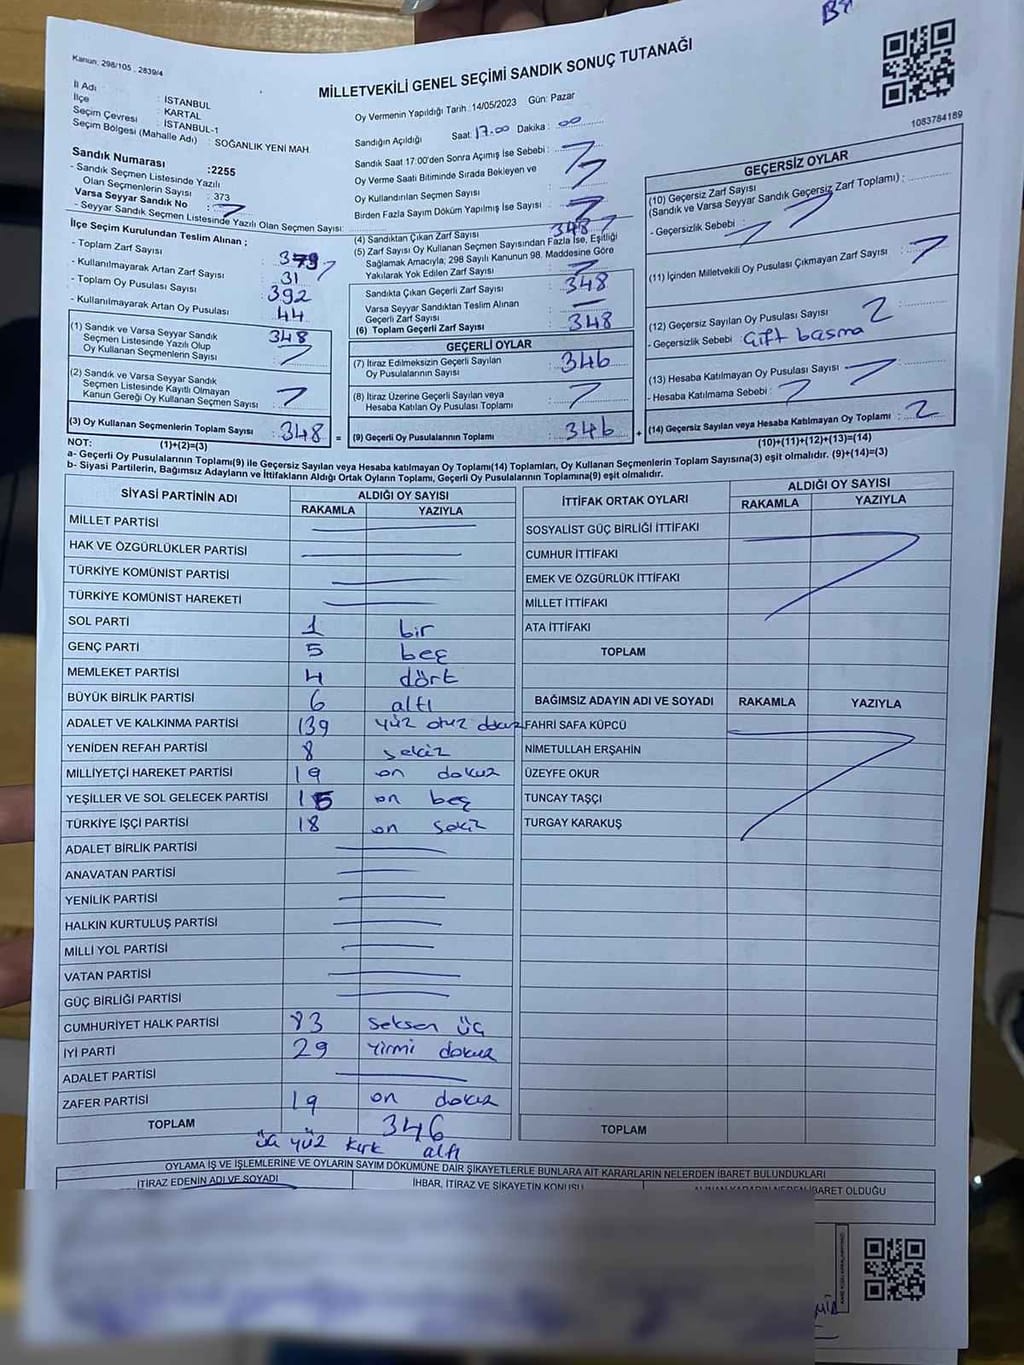 Kanun: 298/105 , 2839/4
MİLLETVEKİLİ GENEL SEÇİMİ SANDIK SONUÇ TUTANAĞI
1083784189
İl Adı : İSTANBUL
İlçe : KARTAL
Seçim Çevresi : İSTANBUL-1
Seçim Bölgesi (Mahalle Adı) : SOĞANLIK YENİ MAH.
Sandık Numarası :2255
- Sandık Seçmen Listesinde Yazılı
Olan Seçmenlerin Sayısı : 373
Varsa Seyyar Sandık No :
- Seyyar Sandık Seçmen Listesinde Yazılı Olan Seçmen Sayısı:
İlçe Seçim Kurulundan Teslim Alınan ;
- Toplam Zarf Sayısı :
- Kullanılmayarak Artan Zarf Sayısı : 31
- Toplam Oy Pusulası Sayısı : 392
- Kullanılmayarak Artan Oy Pusulası : 44
(1) Sandık ve Varsa Seyyar Sandık
Seçmen Listesinde Yazılı Olup
Oy Kullanan Seçmenlerin Sayısı : 348
(2) Sandık ve Varsa Seyyar Sandık
Seçmen Listesinde Kayıtlı Olmayan
Kanun Gereği Oy Kullanan Seçmen Sayısı :
(3) Oy Kullanan Seçmenlerin Toplam Sayısı : 348 =
Oy Vermenin Yapıldığı Tarih :14/05/2023 Gün: Pazar
Sandığın Açıldığı Saat: 17.00 Dakika : 00
Sandık Saat 17:00'den Sonra Açımış İse Sebebi :
Oy Verme Saati Bitiminde Sırada Bekleyen ve
Oy Kullandırılan Seçmen Sayısı :
Birden Fazla Sayım Döküm Yapılmış İse Sayısı :
(4) Sandıktan Çıkan Zarf Sayısı : 348
(5) Zarf Sayısı Oy Kullanan Seçmen Sayısından Fazla İse, Eşitliği
Sağlamak Amacıyla; 298 Sayılı Kanunun 98. Maddesine Göre
Yakılarak Yok Edilen Zarf Sayısı :
Sandıkta Çıkan Geçerli Zarf Sayısı : 348
Varsa Seyyar Sandıktan Teslim Alınan
Geçerli Zarf Sayısı :
(6) Toplam Geçerli Zarf Sayısı : 348
GEÇERLİ OYLAR
(7) İtiraz Edilmeksizin Geçerli Sayılan
Oy Pusulalarının Sayısı : 346
(8) İtiraz Üzerine Geçerli Sayılan veya
Hesaba Katılan Oy Pusulası Toplamı :
(9) Geçerli Oy Pusulalarının Toplamı : 346 +
GEÇERSİZ OYLAR
(10) Geçersiz Zarf Sayısı
(Sandık ve Varsa Seyyar Sandık Geçersiz Zarf Toplamı) :
- Geçersizlik Sebebi :
(11) İçinden Milletvekili Oy Pusulası Çıkmayan Zarf Sayısı :
(12) Geçersiz Sayılan Oy Pusulası Sayısı : 2
- Geçersizlik Sebebi : Çift basma
(13) Hesaba Katılmayan Oy Pusulası Sayısı :
- Hesaba Katılmama Sebebi :
(14) Geçersiz Sayılan veya Hesaba Katılmayan Oy Toplamı : 2
NOT: (1)+(2)=(3) (10)+(11)+(12)+(13)=(14)
a- Geçerli Oy Pusulalarının Toplamı(9) ile Geçersiz Sayılan veya Hesaba katılmayan Oy Toplamı(14) Toplamları, Oy Kullanan Seçmenlerin Toplam Sayısına(3) eşit olmalıdır. (9)+(14)=(3)
b- Siyasi Partilerin, Bağımsız Adayların ve İttifakların Aldığı Ortak Oyların Toplamı, Geçerli Oy Pusulalarının Toplamına(9) eşit olmalıdır.
SİYASİ PARTİNİN ADI ALDIĞI OY SAYISI
RAKAMLA YAZIYLA
MİLLET PARTİSİ
HAK VE ÖZGÜRLÜKLER PARTİSİ
TÜRKİYE KOMÜNİST PARTİSİ
TÜRKİYE KOMÜNİST HAREKETİ
SOL PARTİ 1 bir
GENÇ PARTİ 5 beş
MEMLEKET PARTİSİ 4 dört
BÜYÜK BİRLİK PARTİSİ 6 altı
ADALET VE KALKINMA PARTİSİ 139 yüz otuz dokuz
YENİDEN REFAH PARTİSİ 8 sekiz
MİLLİYETÇİ HAREKET PARTİSİ 19 on dokuz
YEŞİLLER VE SOL GELECEK PARTİSİ 15 on beş
TÜRKİYE İŞÇİ PARTİSİ 18 on sekiz
ADALET BİRLİK PARTİSİ
ANAVATAN PARTİSİ
YENİLİK PARTİSİ
HALKIN KURTULUŞ PARTİSİ
MİLLİ YOL PARTİSİ
VATAN PARTİSİ
GÜÇ BİRLİĞİ PARTİSİ
CUMHURİYET HALK PARTİSİ 83 seksen üç
İYİ PARTİ 29 yirmi dokuz
ADALET PARTİSİ
ZAFER PARTİSİ 19 on dokuz
TOPLAM 346
üç yüz kırk altı
İTTİFAK ORTAK OYLARI ALDIĞI OY SAYISI
RAKAMLA YAZIYLA
SOSYALİST GÜÇ BİRLİĞİ İTTİFAKI
CUMHUR İTTİFAKI
EMEK VE ÖZGÜRLÜK İTTİFAKI
MİLLET İTTİFAKI
ATA İTTİFAKI
TOPLAM
BAĞIMSIZ ADAYIN ADI VE SOYADI RAKAMLA YAZIYLA
FAHRİ SAFA KÜPCÜ
NİMETULLAH ERŞAHİN
ÜZEYFE OKUR
TUNCAY TAŞÇI
TURGAY KARAKUŞ
TOPLAM
OYLAMA İŞ VE İŞLEMLERİNE VE OYLARIN SAYIM DÖKÜMÜNE DAİR ŞİKAYETLERLE BUNLARA AİT KARARLARIN NELERDEN İBARET BULUNDUKLARI
İTİRAZ EDENİN ADI VE SOYADI İHBAR, İTİRAZ VE ŞİKAYETİN KONUSU ALINAN KARARIN NEDEN İBARET OLDUĞU